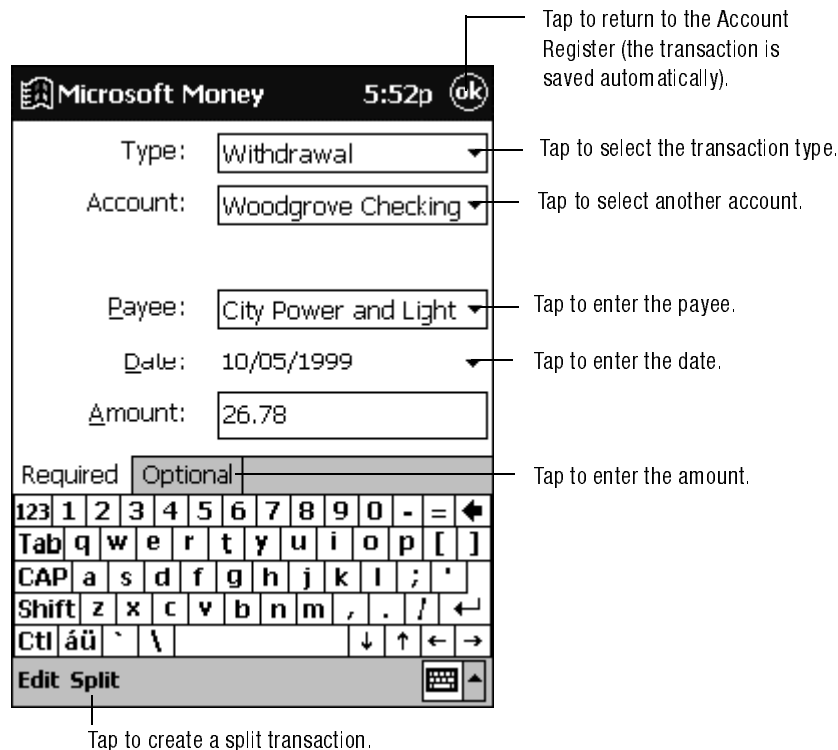 Tap to return to the Account
Register (the transaction is
saved automatically).
Microsoft Money 5:52p ok
Type: Withdrawal
Tap to select the transaction type.
Account: Woodgrove Checking
Tap to select another account.
Payee: City Power and Light
Tap to enter the payee.
Date: 10/05/1999
Tap to enter the date.
Amount: 26.78
Required Optional
Tap to enter the amount.
123 1 2 3 4 5 6 7 8 9 0 - = ←
Tab q w e r t y u i o p [ ]
CAP a s d f g h j k l ; '
Shift z x c v b n m , . / ↵
Ctl áü ` \ ↓ ↑ ← →
Edit Split
Tap to create a split transaction.